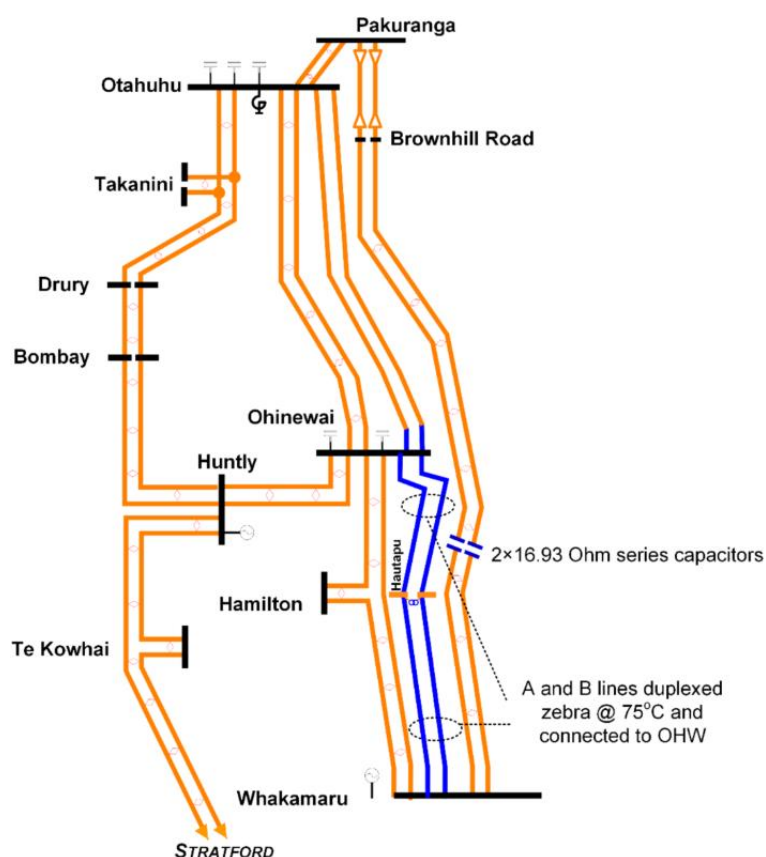 Pakuranga
Otahuhu
Brownhill Road
Takanini
Drury
Bombay
Ohinewai
Huntly
2×16.93 Ohm series capacitors
Hautapu
Hamilton
Te Kowhai
A and B lines duplexed
zebra @ 75°C and
connected to OHW
Whakamaru
STRATFORD